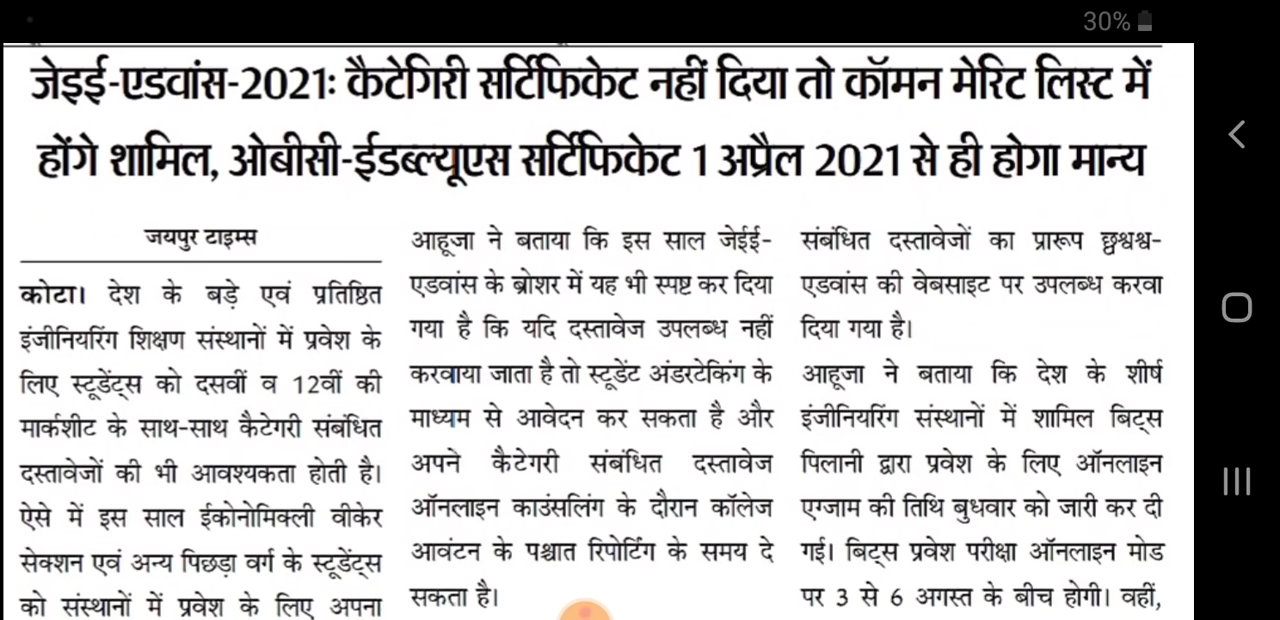 30%
जेइई-एडवांस-2021: कैटेगिरी सर्टिफिकेट नहीं दिया तो कॉमन मेरिट लिस्ट में
होंगे शामिल, ओबीसी-ईडब्ल्यूएस सर्टिफिकेट 1 अप्रैल 2021 से ही होगा मान्य
जयपुर टाइम्स
कोटा। देश के बड़े एवं प्रतिष्ठित
इंजीनियरिंग शिक्षण संस्थानों में प्रवेश के
लिए स्टूडेंट्स को दसवीं व 12वीं की
मार्कशीट के साथ-साथ कैटेगरी संबंधित
दस्तावेजों की भी आवश्यकता होती है।
ऐसे में इस साल ईकोनोमिक्ली वीकेर
सेक्शन एवं अन्य पिछड़ा वर्ग के स्टूडेंट्स
को संस्थानों में प्रवेश के लिए अपना
आहूजा ने बताया कि इस साल जेईई-
एडवांस के ब्रोशर में यह भी स्पष्ट कर दिया
गया है कि यदि दस्तावेज उपलब्ध नहीं
करवाया जाता है तो स्टूडेंट अंडरटेकिंग के
माध्यम से आवेदन कर सकता है और
अपने कैटेगरी संबंधित दस्तावेज
ऑनलाइन काउंसलिंग के दौरान कॉलेज
आवंटन के पश्चात रिपोर्टिंग के समय दे
सकता है।
संबंधित दस्तावेजों का प्रारूप छ्वश्वश्व-
एडवांस की वेबसाइट पर उपलब्ध करवा
दिया गया है।
आहूजा ने बताया कि देश के शीर्ष
इंजीनियरिंग संस्थानों में शामिल बिट्स
पिलानी द्वारा प्रवेश के लिए ऑनलाइन
एग्जाम की तिथि बुधवार को जारी कर दी
गई। बिट्स प्रवेश परीक्षा ऑनलाइन मोड
पर 3 से 6 अगस्त के बीच होगी। वहीं,